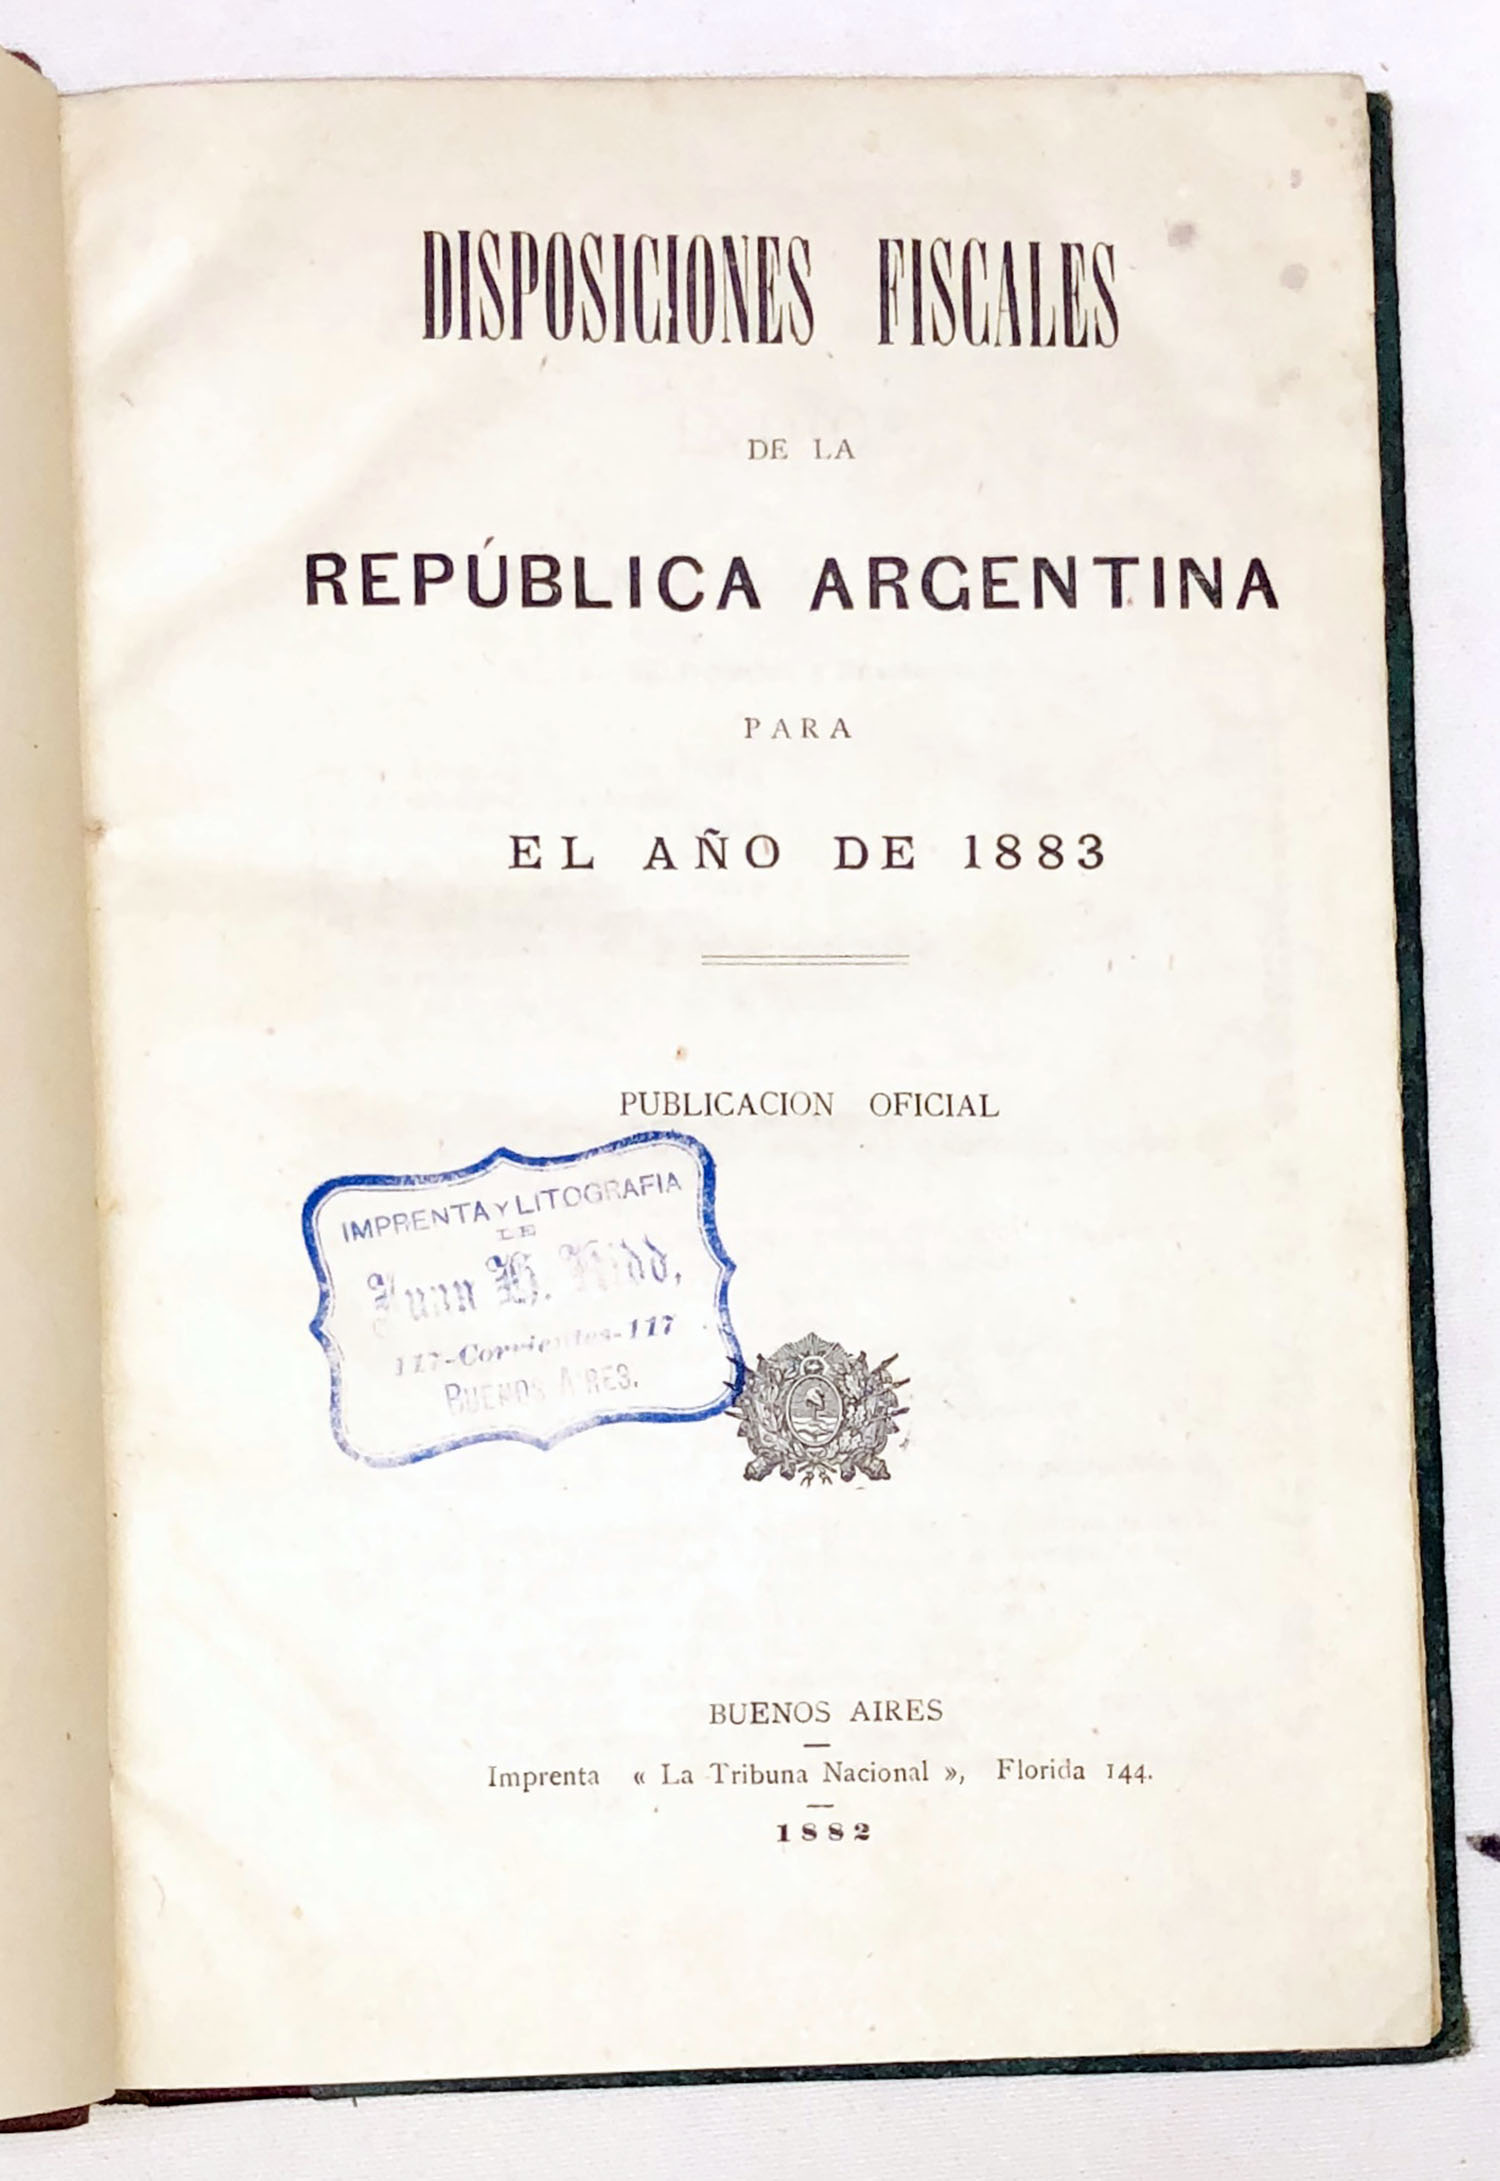 DISPOSICIONES FISCALES
DE LA
REPÚBLICA ARGENTINA
PARA
EL AÑO DE 1883
PUBLICACION OFICIAL
IMPRENTA Y LITOGRAFIA
DE
Juan H. Kidd,
117-Corrientes-117
BUENOS AIRES.
BUENOS AIRES
Imprenta « La Tribuna Nacional », Florida 144.
1882